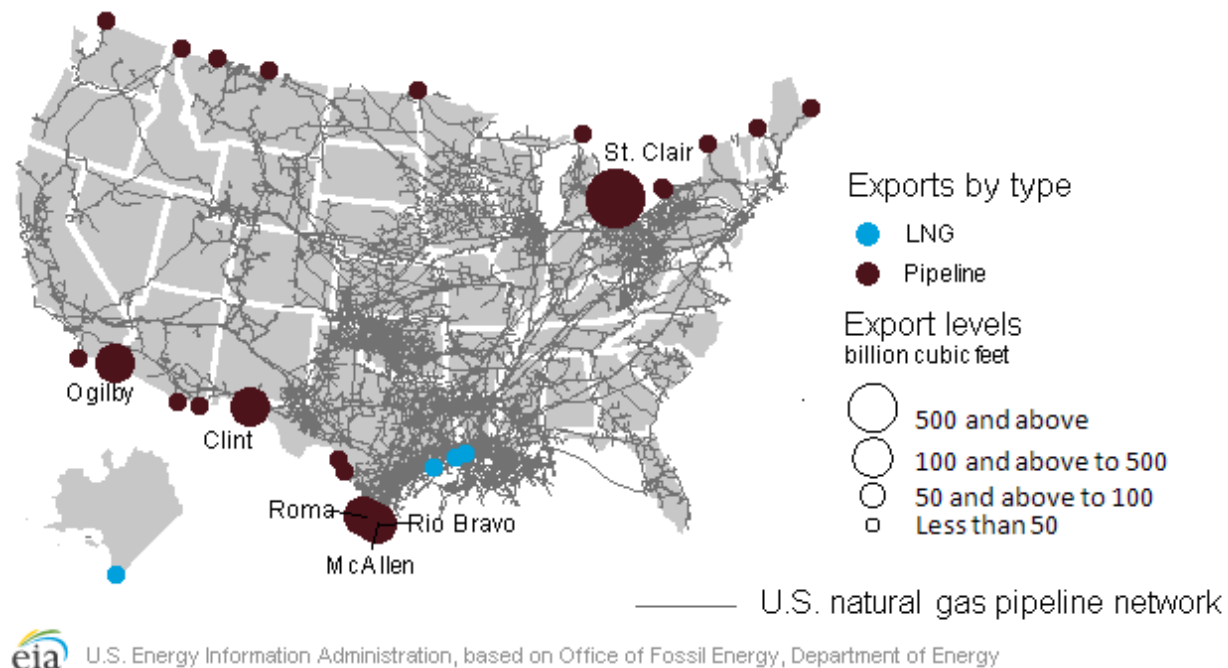 St. Clair
Exports by type
LNG
Pipeline
Export levels
billion cubic feet
500 and above
100 and above to 500
50 and above to 100
Less than 50
Ogilby
Clint
Roma
Rio Bravo
McAllen
U.S. natural gas pipeline network
eia U.S. Energy Information Administration, based on Office of Fossil Energy, Department of Energy